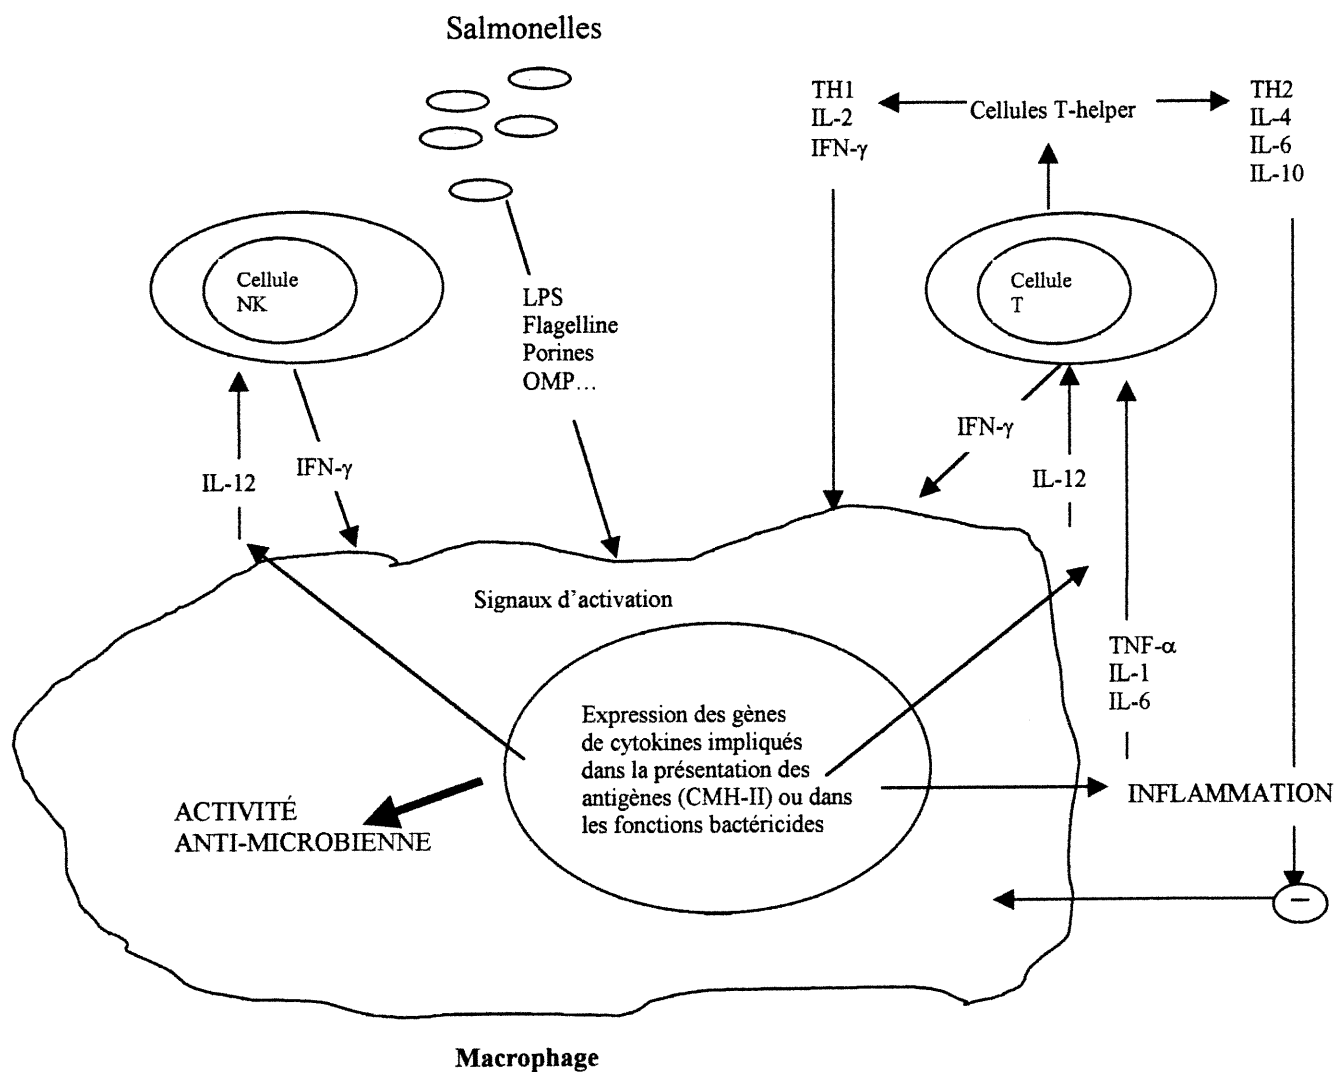 Salmonelles
TH1
IL-2
IFN-γ
Cellules T-helper
TH2
IL-4
IL-6
IL-10
Cellule
NK
LPS
Flagelline
Porines
OMP…
Cellule
T
IL-12
IFN-γ
IFN-γ
IL-12
Signaux d'activation
TNF-α
IL-1
IL-6
Expression des gènes
de cytokines impliqués
dans la présentation des
antigènes (CMH-II) ou dans
les fonctions bactéricides
ACTIVITÉ
ANTI-MICROBIENNE
INFLAMMATION
−
Macrophage